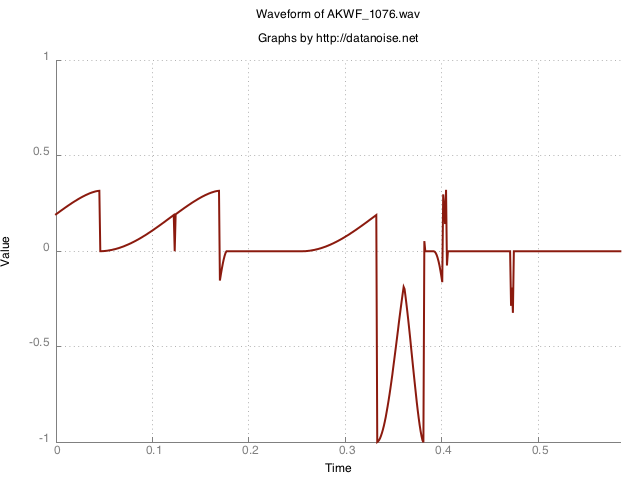 Waveform of AKWF_1076.wav
Graphs by http://datanoise.net
1
0.5
0
-0.5
-1
Value
0 0.1 0.2 0.3 0.4 0.5
Time